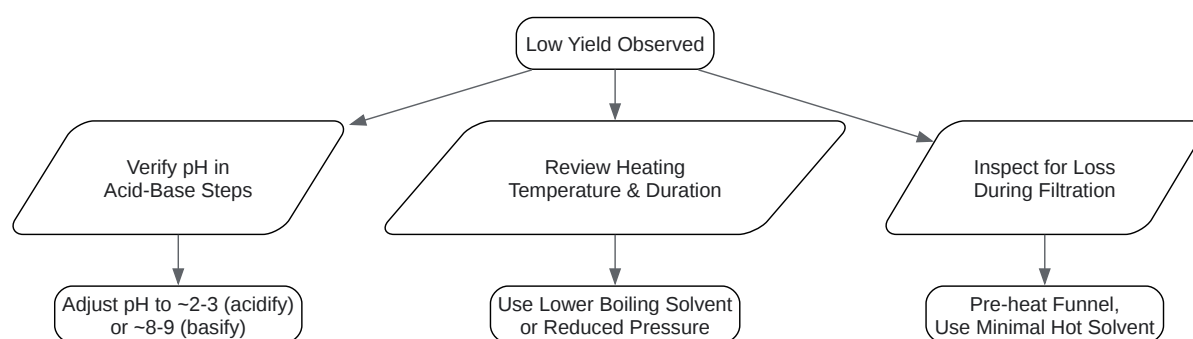 Low Yield Observed
Verify pH in
Acid-Base Steps
Review Heating
Temperature & Duration
Inspect for Loss
During Filtration
Adjust pH to ~2-3 (acidify)
or ~8-9 (basify)
Use Lower Boiling Solvent
or Reduced Pressure
Pre-heat Funnel,
Use Minimal Hot Solvent